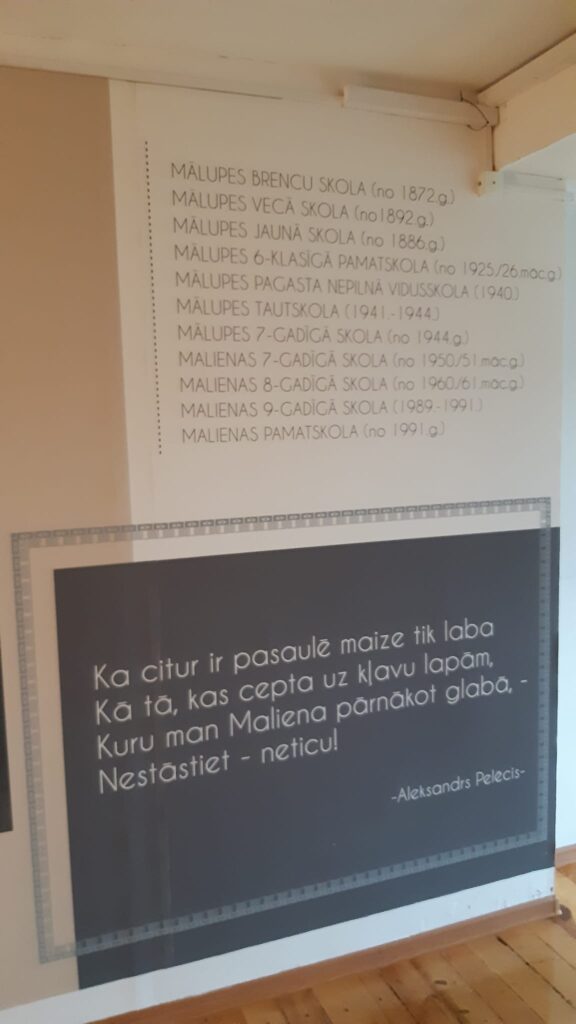 MĀLUPES BRENCU SKOLA (no 1872.g.)
MĀLUPES VECĀ SKOLA (no1892.g.)
MĀLUPES JAUNĀ SKOLA (no 1886.g.)
MĀLUPES 6-KLASĪGĀ PAMATSKOLA (no 1925/26.māc.g.)
MĀLUPES PAGASTA NEPILNĀ VIDUSSKOLA (1940.)
MĀLUPES TAUTSKOLA (1941.-1944.)
MĀLUPES 7-GADĪGĀ SKOLA (no 1944.g.)
MALIENAS 7-GADĪGĀ SKOLA (no 1950/51.māc.g.)
MALIENAS 8-GADĪGĀ SKOLA (no 1960/61.māc.g.)
MALIENAS 9-GADĪGĀ SKOLA (1989.-1991.)
MALIENAS PAMATSKOLA (no 1991.g.)
Ka citur ir pasaulē maize tik laba
Kā tā, kas cepta uz kļavu lapām,
Kuru man Maliena pārnākot glabā, -
Nestāstiet - neticu!
-Aleksandrs Pelecis-